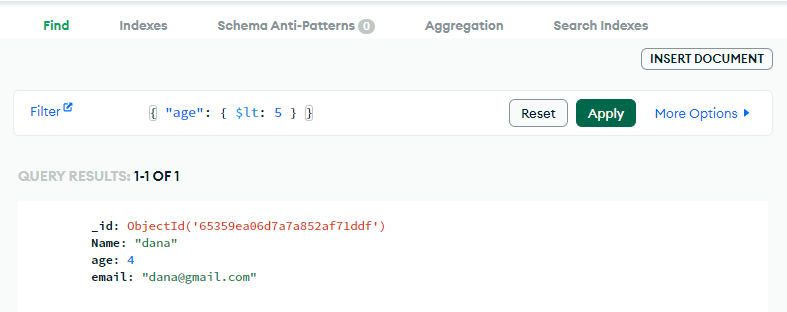 Find Indexes Schema Anti-Patterns 0 Aggregation Search Indexes
INSERT DOCUMENT
Filter { "age": { $lt: 5 } } Reset Apply More Options
QUERY RESULTS: 1-1 OF 1
_id: ObjectId('65359ea06d7a7a852af71ddf')
Name: "dana"
age: 4
email: "dana@gmail.com"